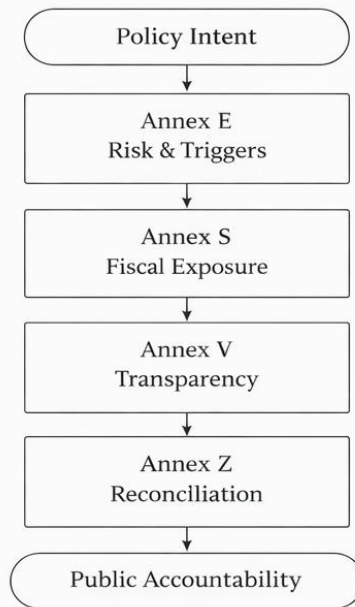 Policy Intent
Annex E
Risk & Triggers
Annex S
Fiscal Exposure
Annex V
Transparency
Annex Z
Reconciliation
Public Accountability